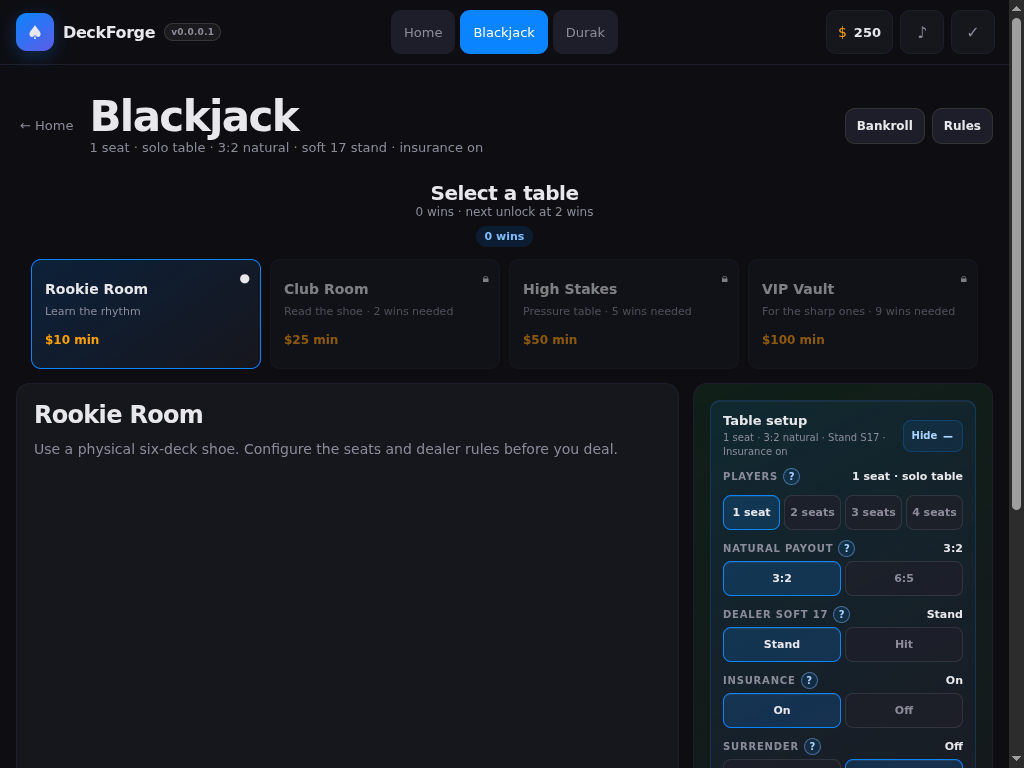 DeckForge v0.0.0.1
Home Blackjack Durak
$ 250
← Home
Blackjack
1 seat · solo table · 3:2 natural · soft 17 stand · insurance on
Bankroll Rules
Select a table
0 wins · next unlock at 2 wins
0 wins
Rookie Room
Learn the rhythm
$10 min
Club Room
Read the shoe · 2 wins needed
$25 min
High Stakes
Pressure table · 5 wins needed
$50 min
VIP Vault
For the sharp ones · 9 wins needed
$100 min
Rookie Room
Use a physical six-deck shoe. Configure the seats and dealer rules before you deal.
Table setup
1 seat · 3:2 natural · Stand S17 ·
Insurance on
Hide —
PLAYERS ? 1 seat · solo table
1 seat 2 seats 3 seats 4 seats
NATURAL PAYOUT ? 3:2
3:2 6:5
DEALER SOFT 17 ? Stand
Stand Hit
INSURANCE ? On
On Off
SURRENDER ? Off